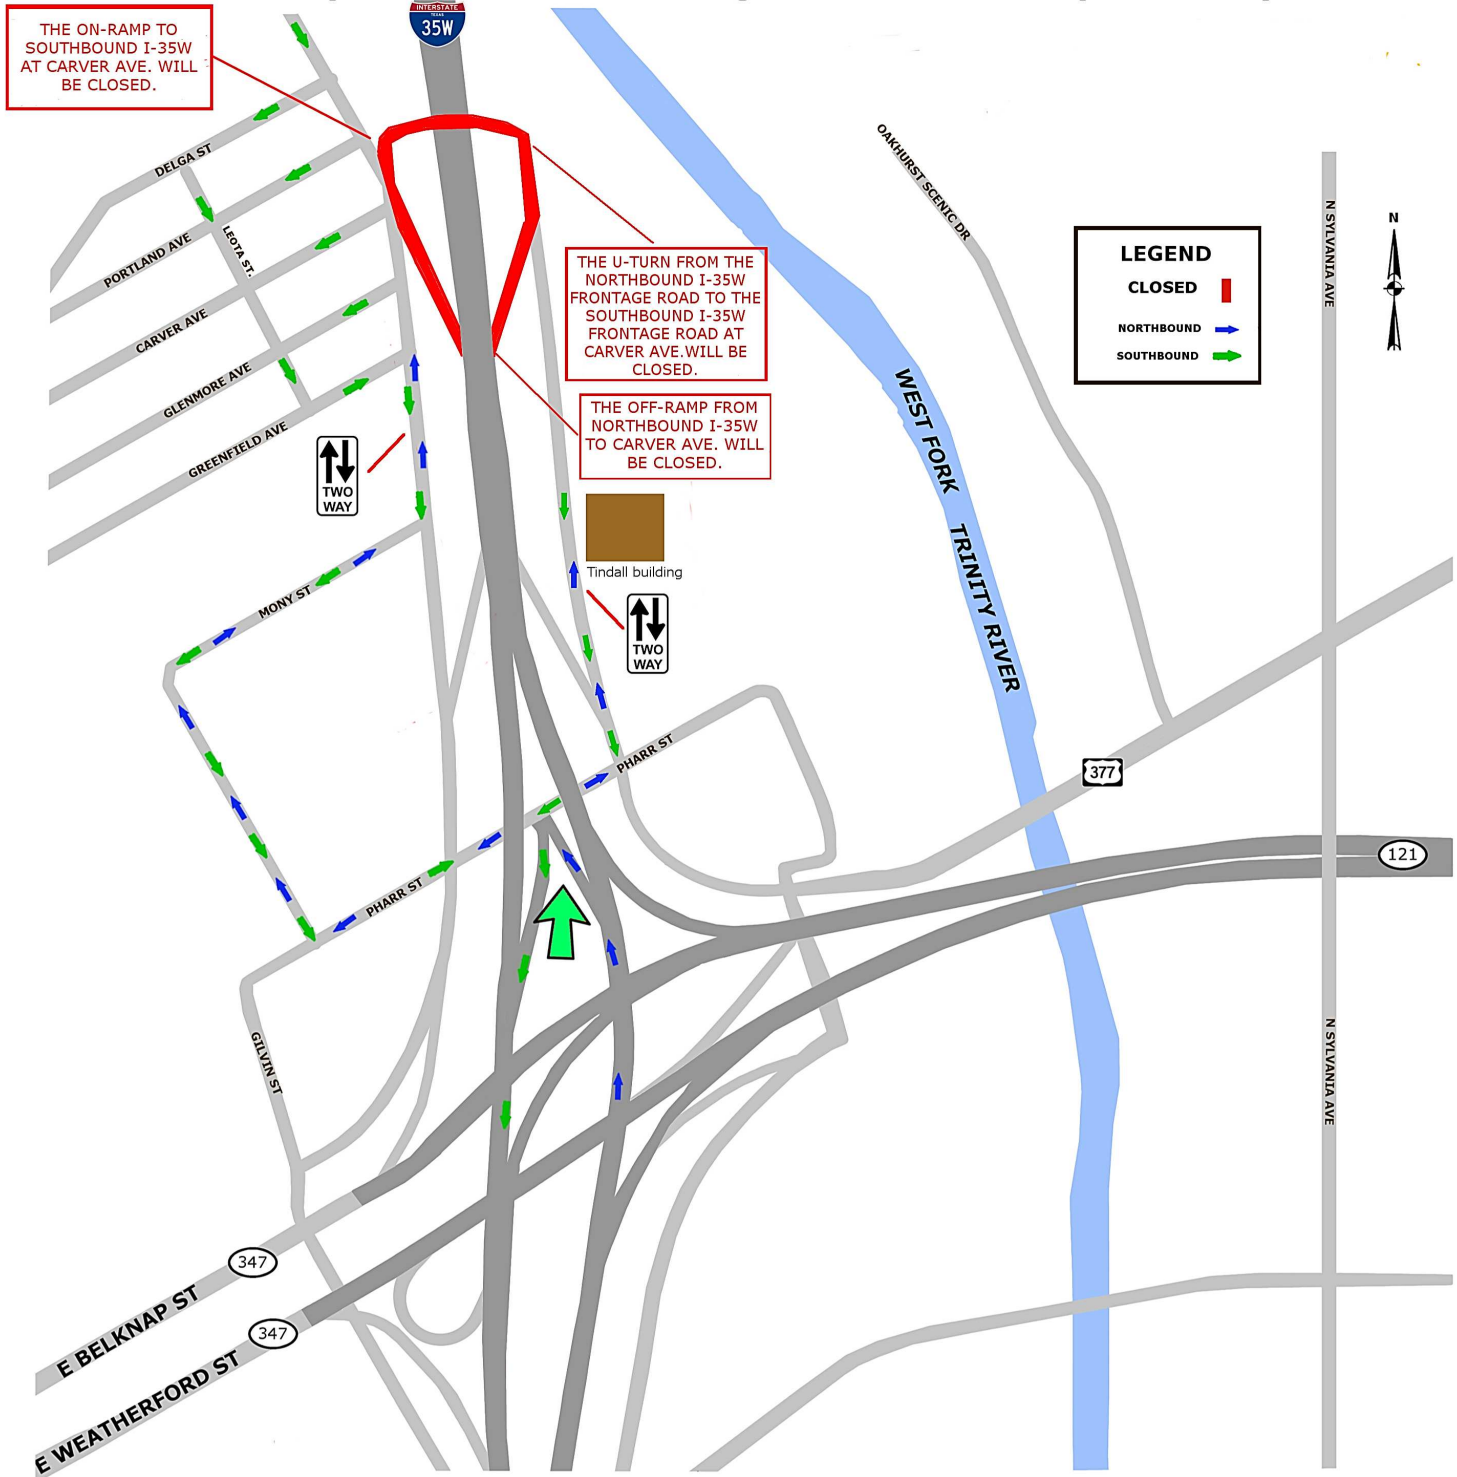 INTERSTATE
TEXAS
35W
THE ON-RAMP TO
SOUTHBOUND I-35W
AT CARVER AVE. WILL
BE CLOSED.
DELGA ST
PORTLAND AVE
LEOTA ST.
CARVER AVE
GLENMORE AVE
GREENFIELD AVE
THE U-TURN FROM THE
NORTHBOUND I-35W
FRONTAGE ROAD TO THE
SOUTHBOUND I-35W
FRONTAGE ROAD AT
CARVER AVE.WILL BE
CLOSED.
THE OFF-RAMP FROM
NORTHBOUND I-35W
TO CARVER AVE. WILL
BE CLOSED.
OAKHURST SCENIC DR
N SYLVANIA AVE
N
LEGEND
CLOSED
NORTHBOUND
SOUTHBOUND
WEST FORK TRINITY RIVER
TWO
WAY
Tindall building
TWO
WAY
MONY ST
PHARR ST
377
121
PHARR ST
GILVIN ST
N SYLVANIA AVE
347
E BELKNAP ST
347
E WEATHERFORD ST